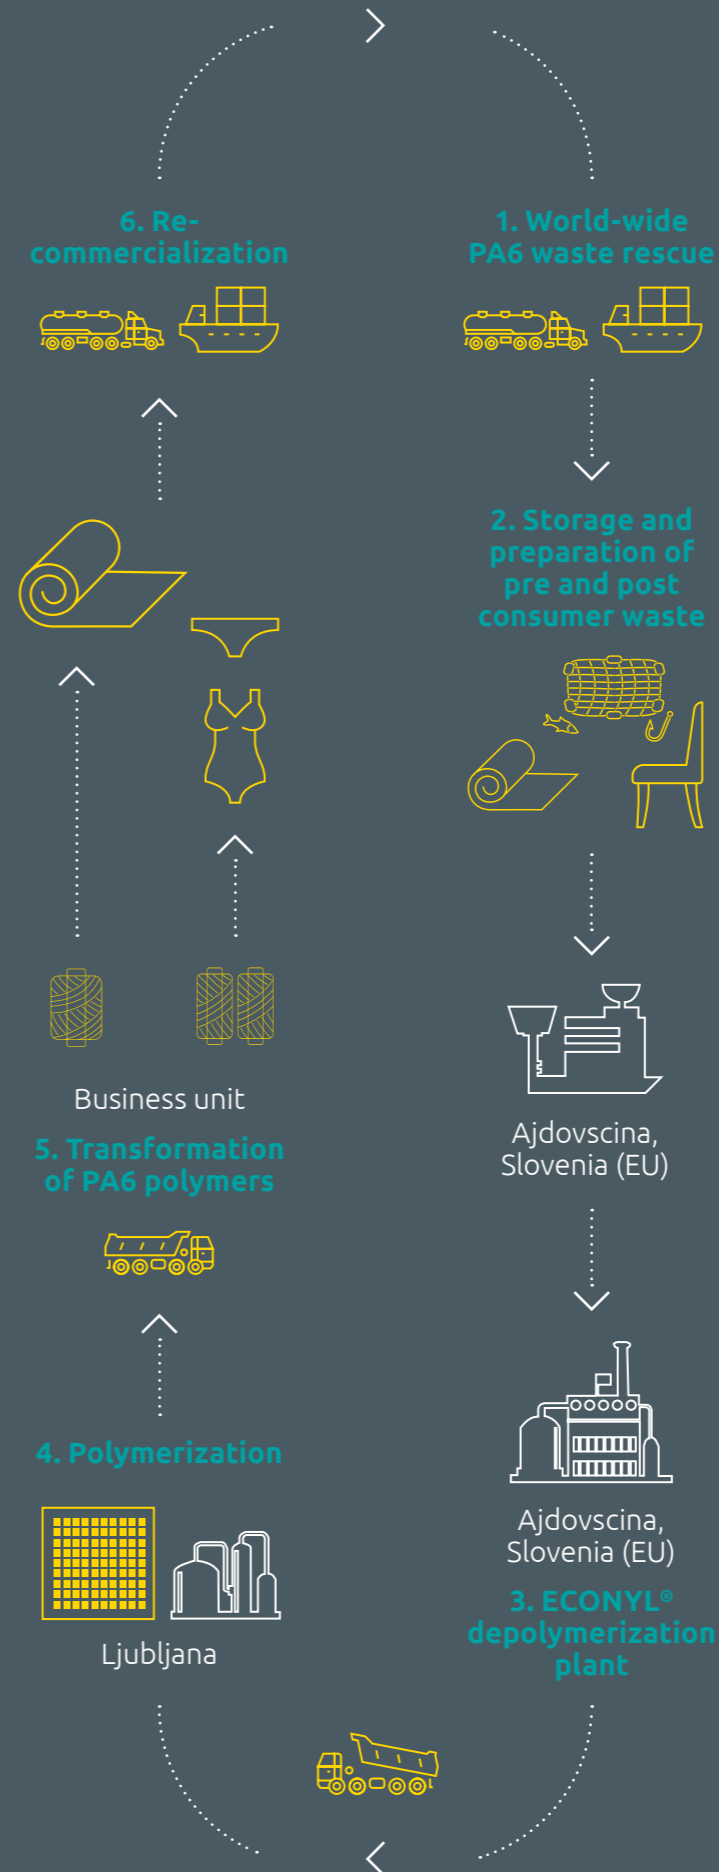 6. Re-
commercialization
1. World-wide
PA6 waste rescue
2. Storage and
preparation of
pre and post
consumer waste
Ajdovscina,
Slovenia (EU)
Ajdovscina,
Slovenia (EU)
3. ECONYL®
depolymerization
plant
Business unit
5. Transformation
of PA6 polymers
4. Polymerization
Ljubljana